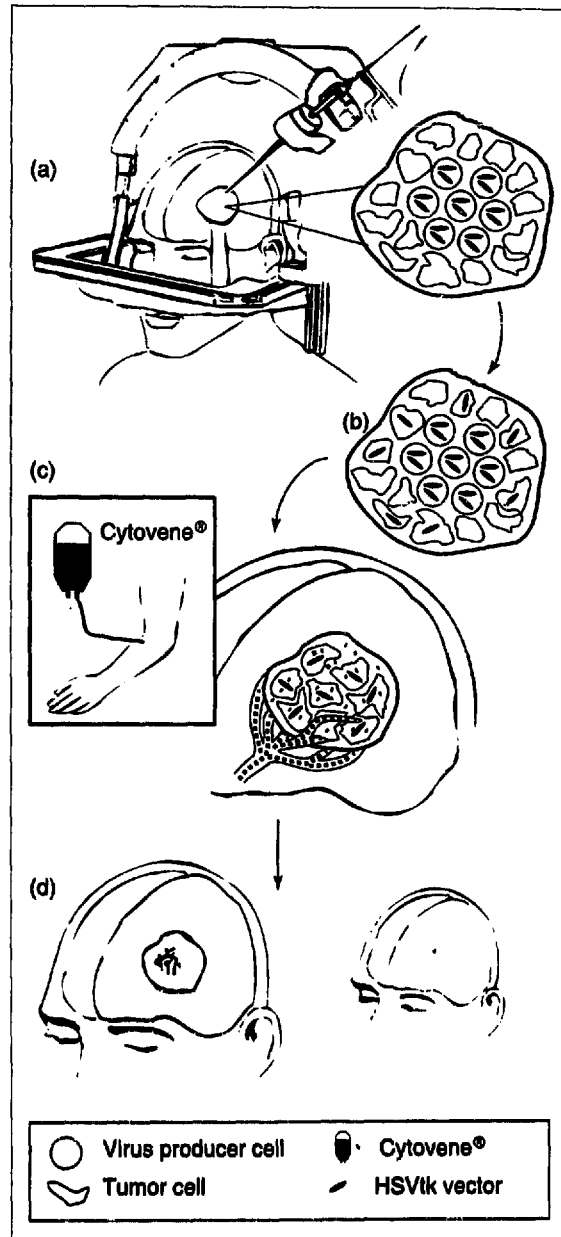 (a)
(b)
(c)
Cytovene®
(d)
Virus producer cell
Cytovene®
Tumor cell
HSVtk vector